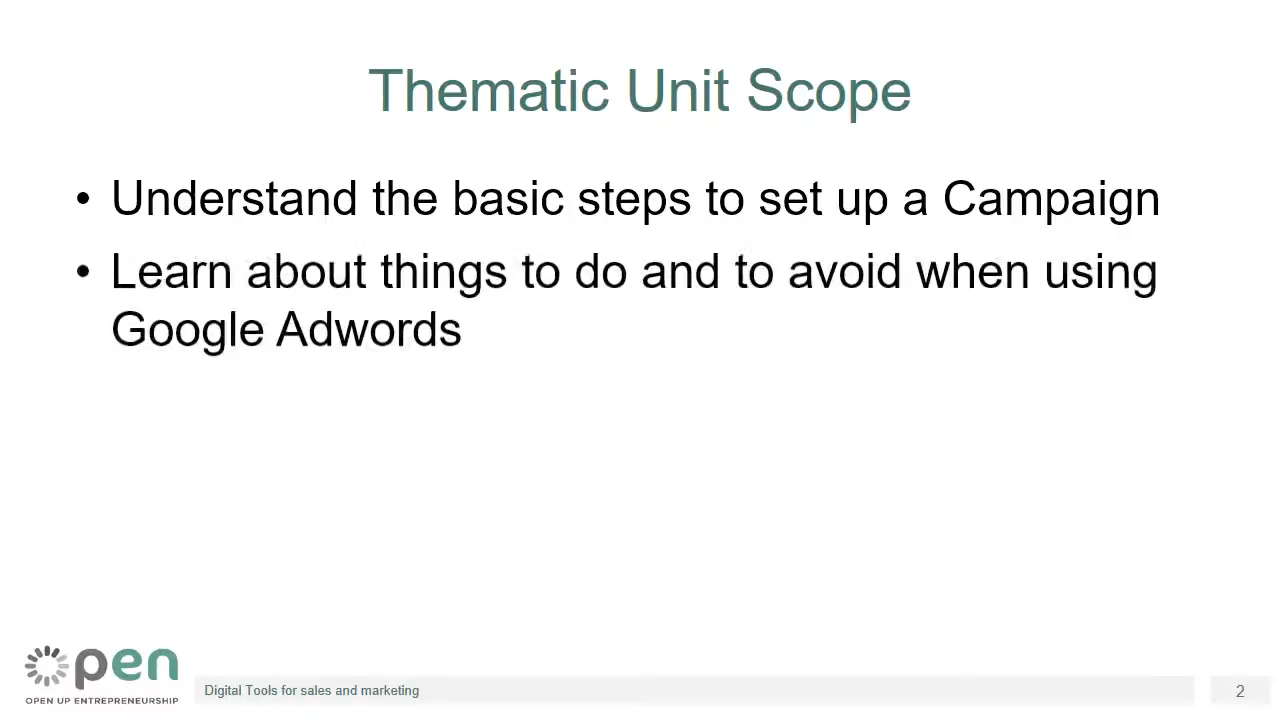 Thematic Unit Scope
• Understand the basic steps to set up a Campaign
• Learn about things to do and to avoid when using
Google Adwords
open
OPEN UP ENTREPRENEURSHIP
Digital Tools for sales and marketing
2